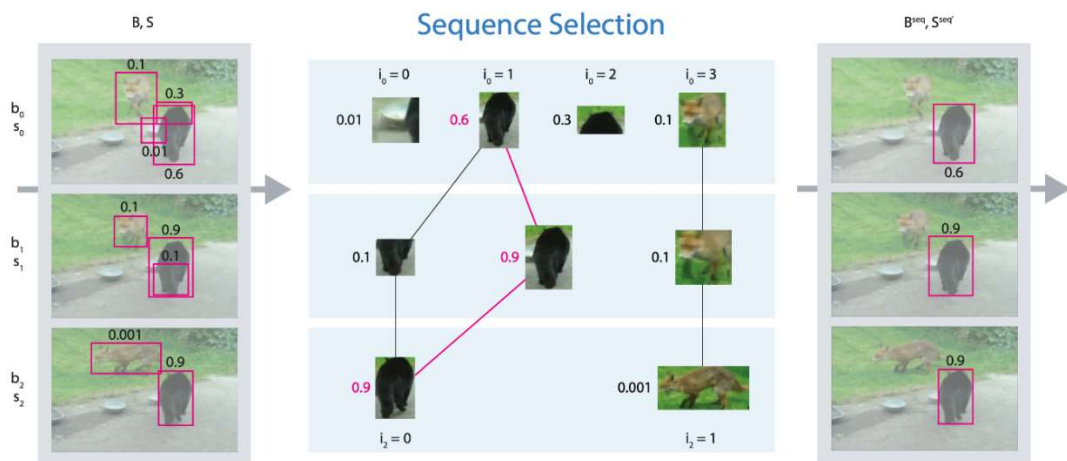 B, S
Sequence Selection
Bseq, Sseq'
b0
s0
0.1
0.3
0.01
0.6
i0 = 0
i0 = 1
i0 = 2
i0 = 3
0.01
0.6
0.3
0.1
0.6
b1
s1
0.1
0.9
0.1
0.1
0.9
0.1
0.9
b2
s2
0.001
0.9
0.9
0.001
0.9
i2 = 0
i2 = 1